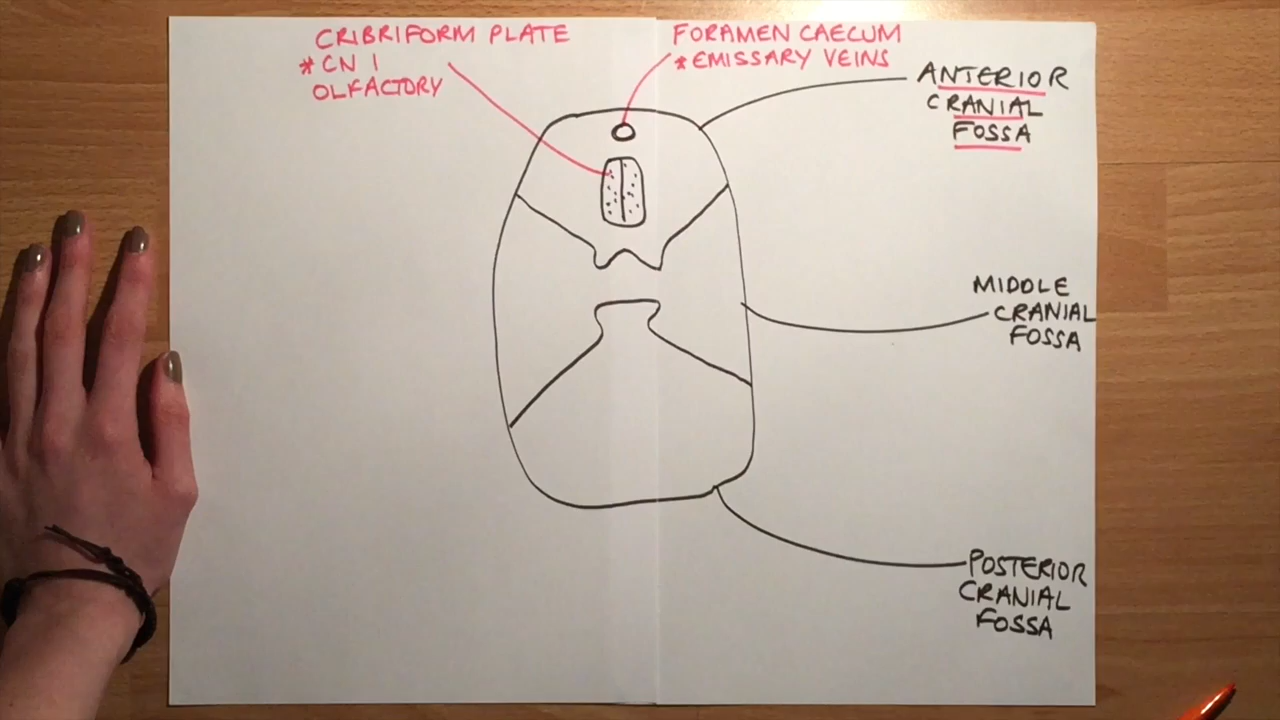 CRIBRIFORM PLATE
*CN I
OLFACTORY
FORAMEN CAECUM
*EMISSARY VEINS
ANTERIOR
CRANIAL
FOSSA
MIDDLE
CRANIAL
FOSSA
POSTERIOR
CRANIAL
FOSSA